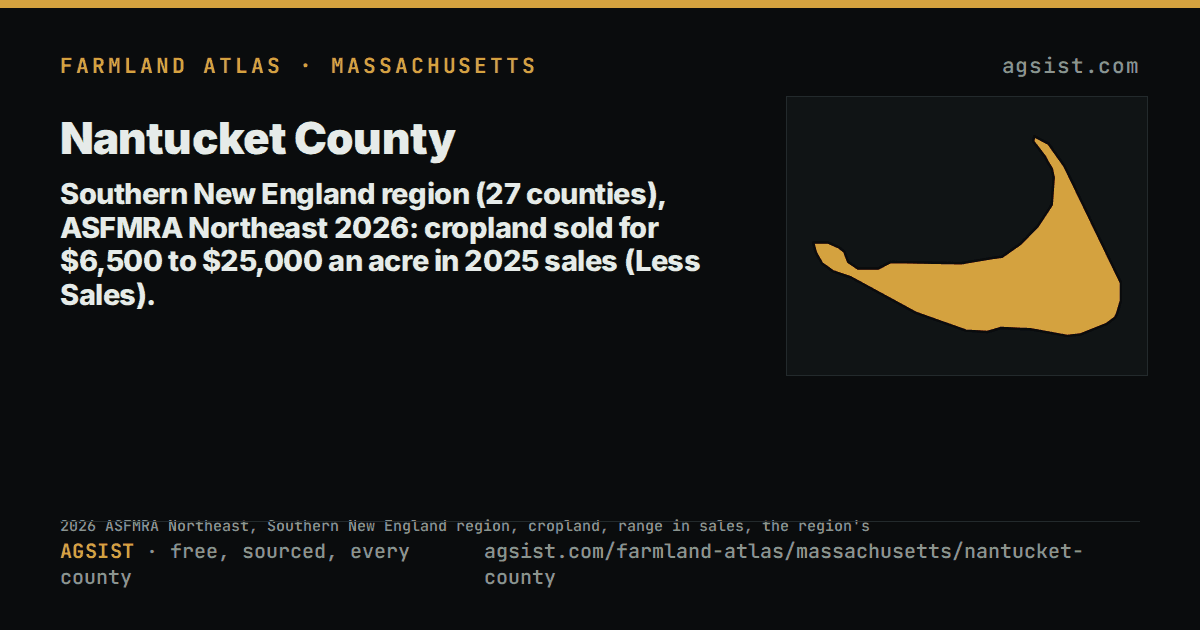 FARMLAND ATLAS · MASSACHUSETTS
agsist.com
Nantucket County
Southern New England region (27 counties),
ASFMRA Northeast 2026: cropland sold for
$6,500 to $25,000 an acre in 2025 sales (Less
Sales).
2026 ASFMRA Northeast, Southern New England region, cropland, range in sales, the region's
AGSIST · free, sourced, every
county
agsist.com/farmland-atlas/massachusetts/nantucket-
county